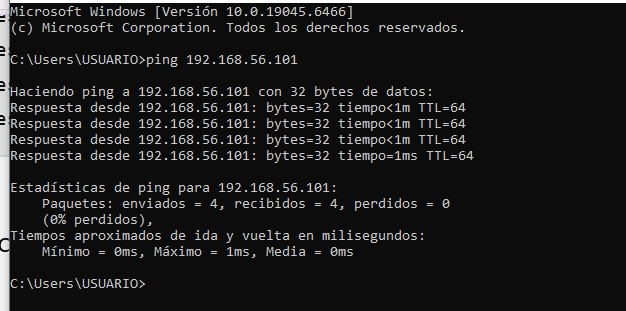 Microsoft Windows [Versión 10.0.19045.6466]
(c) Microsoft Corporation. Todos los derechos reservados.
C:\Users\USUARIO>ping 192.168.56.101
Haciendo ping a 192.168.56.101 con 32 bytes de datos:
Respuesta desde 192.168.56.101: bytes=32 tiempo<1m TTL=64
Respuesta desde 192.168.56.101: bytes=32 tiempo<1m TTL=64
Respuesta desde 192.168.56.101: bytes=32 tiempo<1m TTL=64
Respuesta desde 192.168.56.101: bytes=32 tiempo=1ms TTL=64
Estadísticas de ping para 192.168.56.101:
Paquetes: enviados = 4, recibidos = 4, perdidos = 0
(0% perdidos),
Tiempos aproximados de ida y vuelta en milisegundos:
Mínimo = 0ms, Máximo = 1ms, Media = 0ms
C:\Users\USUARIO>